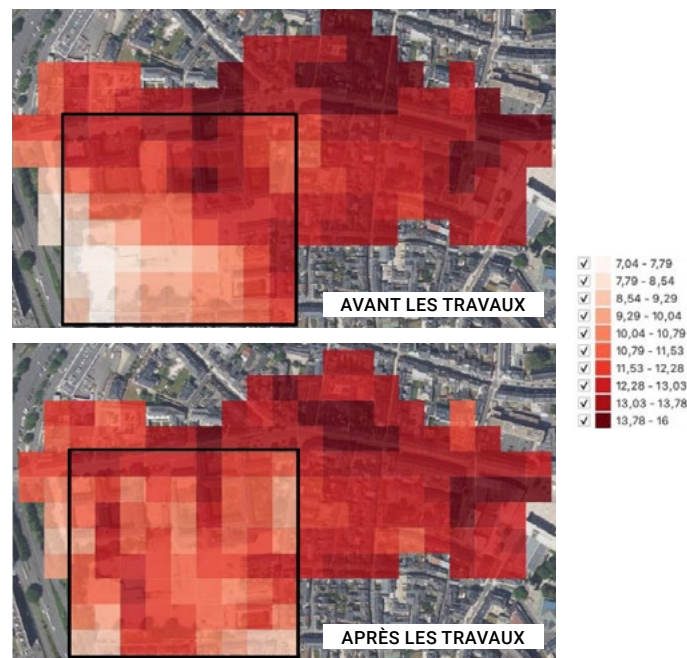 AVANT LES TRAVAUX
7,04 - 7,79
7,79 - 8,54
8,54 - 9,29
9,29 - 10,04
10,04 - 10,79
10,79 - 11,53
11,53 - 12,28
12,28 - 13,03
13,03 - 13,78
13,78 - 16
APRÈS LES TRAVAUX